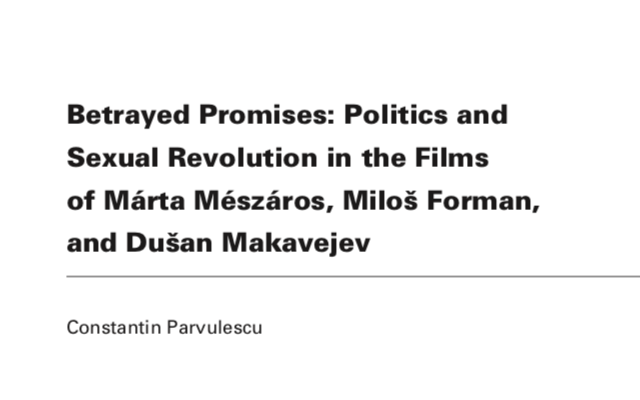 Betrayed Promises: Politics and
Sexual Revolution in the Films
of Márta Mészáros, Miloš Forman,
and Dušan Makavejev
Constantin Parvulescu